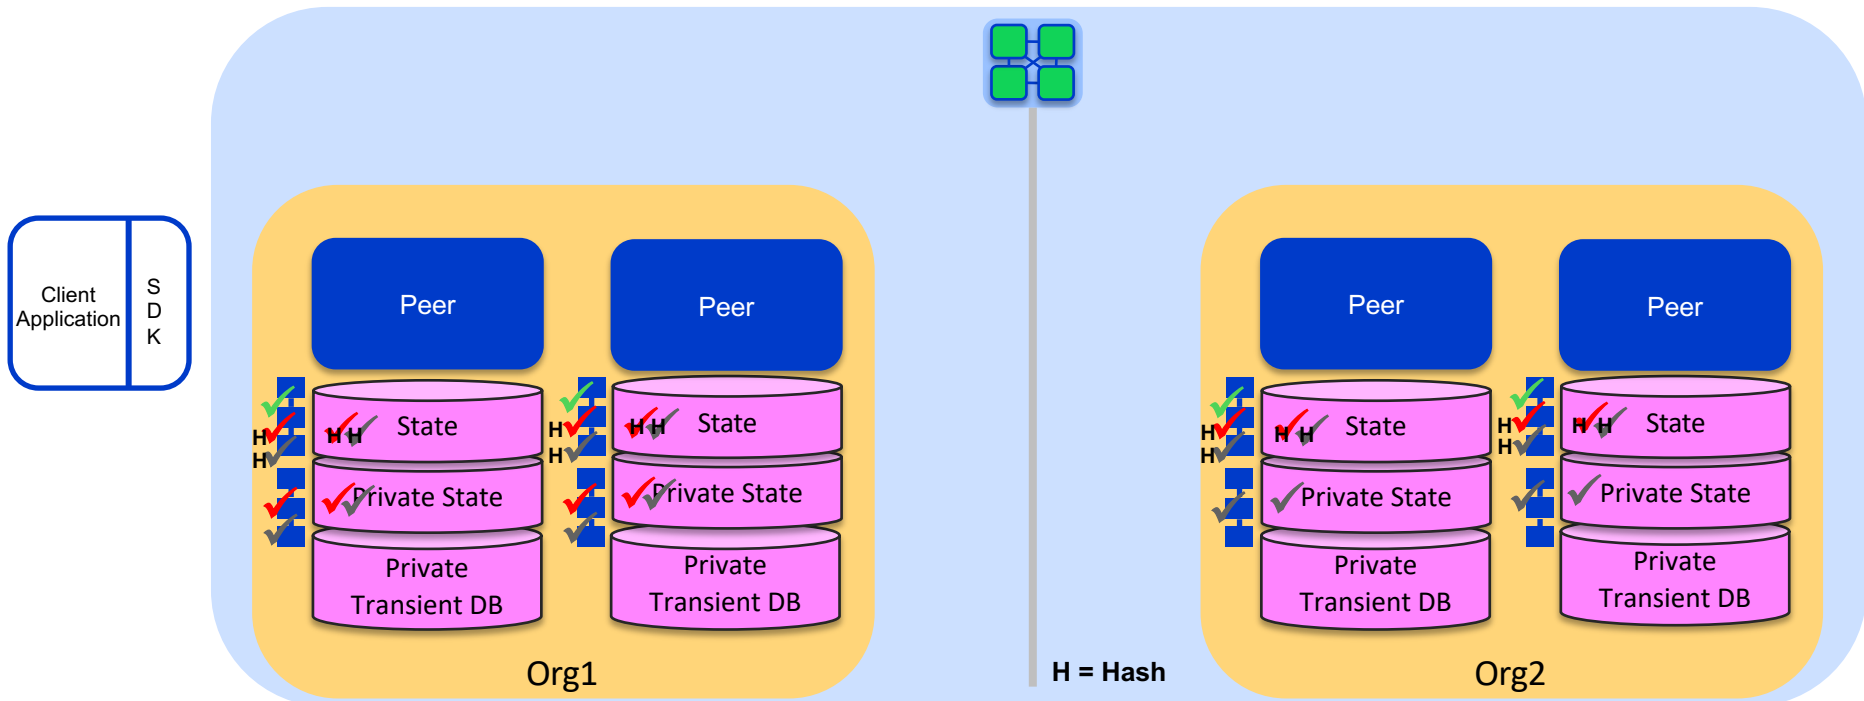 Client
Application
S
D
K
Peer
Peer
Peer
Peer
H
H
H H
State
H
H
H H
State
H
H
H H
State
H
H
H H
State
Private State
Private State
Private State
Private State
Private
Transient DB
Private
Transient DB
Private
Transient DB
Private
Transient DB
Org1
H = Hash
Org2